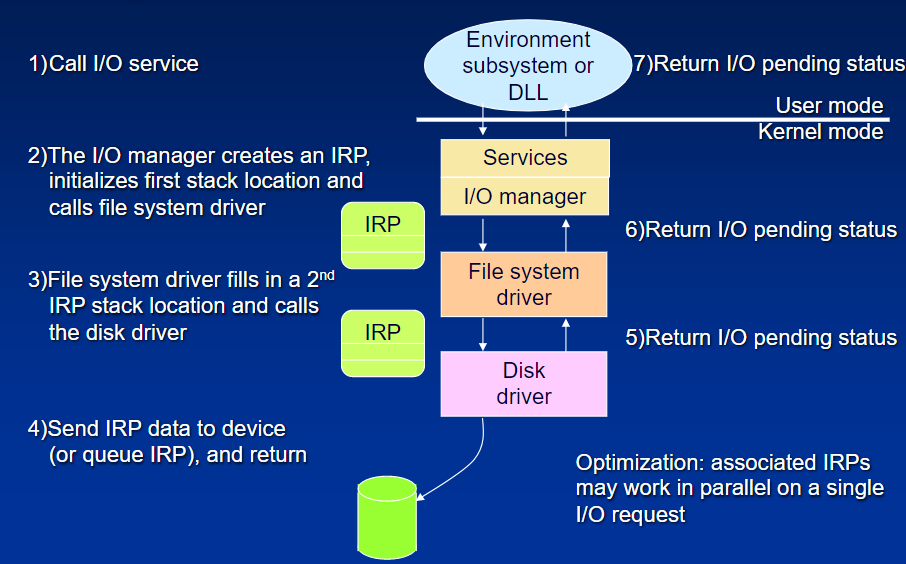 1)Call I/O service
Environment
subsystem or
DLL
7)Return I/O pending status
User mode
Kernel mode
2)The I/O manager creates an IRP,
initializes first stack location and
calls file system driver
Services
I/O manager
IRP
6)Return I/O pending status
3)File system driver fills in a 2nd
IRP stack location and calls
the disk driver
File system
driver
IRP
5)Return I/O pending status
Disk
driver
4)Send IRP data to device
(or queue IRP), and return
Optimization: associated IRPs
may work in parallel on a single
I/O request